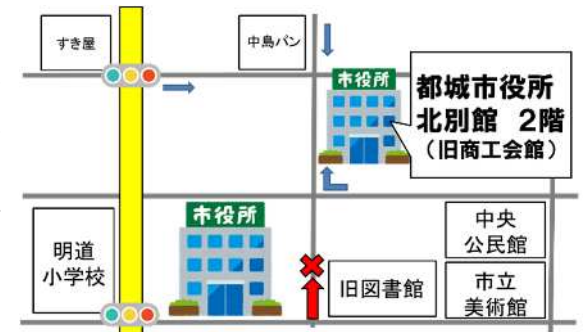 すき屋
中島パン
市役所
都城市役所
北別館 2階
(旧商工会館)
市役所
明道
小学校
旧図書館
中央
公民館
市立
美術館